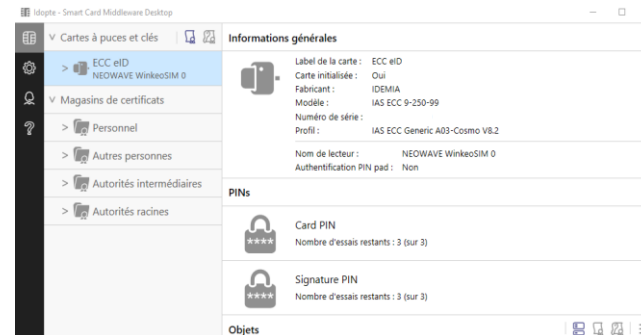 Idopte - Smart Card Middleware Desktop
Cartes à puces et clés
ECC eID
NEOWAVE WinkeoSIM 0
Magasins de certificats
Personnel
Autres personnes
Autorités intermédiaires
Autorités racines
Informations générales
Label de la carte : ECC eID
Carte initialisée : Oui
Fabricant : IDEMIA
Modèle : IAS ECC 9-250-99
Numéro de série :
Profil : IAS ECC Generic A03-Cosmo V8.2
Nom de lecteur : NEOWAVE WinkeoSIM 0
Authentification PIN pad : Non
PINs
Card PIN
Nombre d'essais restants : 3 (sur 3)
Signature PIN
Nombre d'essais restants : 3 (sur 3)
Objets